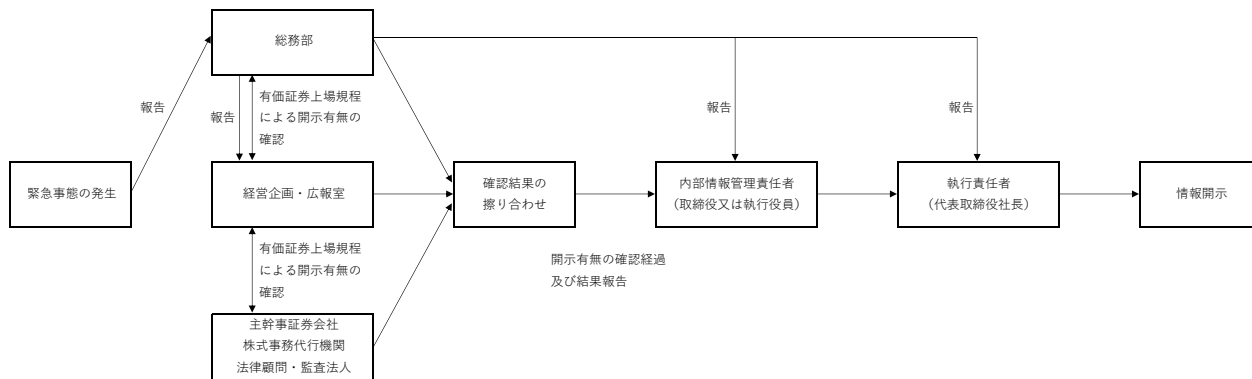 総務部
報告
報告
有価証券上場規程
による開示有無の
確認
報告
報告
緊急事態の発生
経営企画・広報室
確認結果の
擦り合わせ
内部情報管理責任者
（取締役又は執行役員）
執行責任者
（代表取締役社長）
情報開示
有価証券上場規程
による開示有無の
確認
開示有無の確認経過
及び結果報告
主幹事証券会社
株式事務代行機関
法律顧問・監査法人